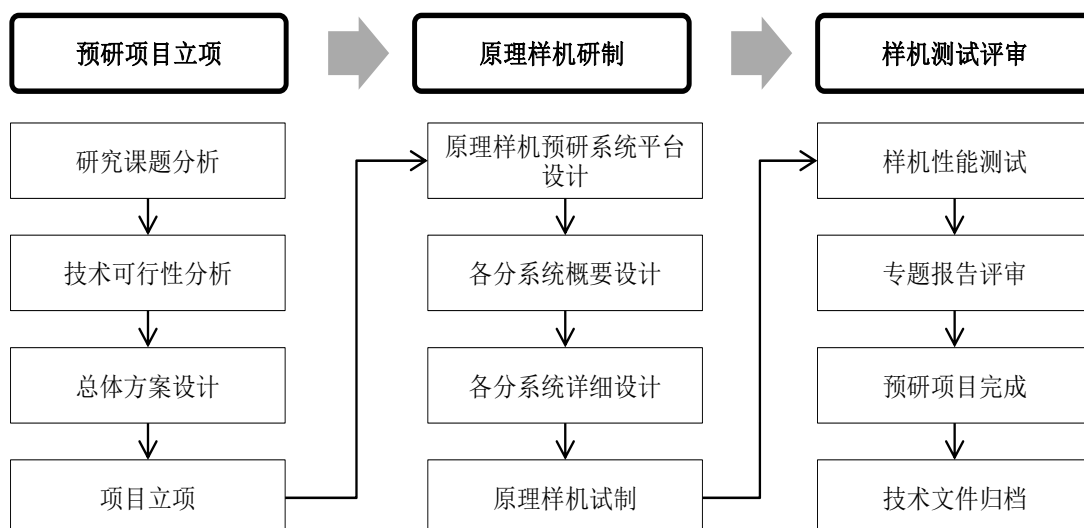 预研项目立项
原理样机研制
样机测试评审
研究课题分析
技术可行性分析
总体方案设计
项目立项
原理样机预研系统平台
设计
各分系统概要设计
各分系统详细设计
原理样机试制
样机性能测试
专题报告评审
预研项目完成
技术文件归档